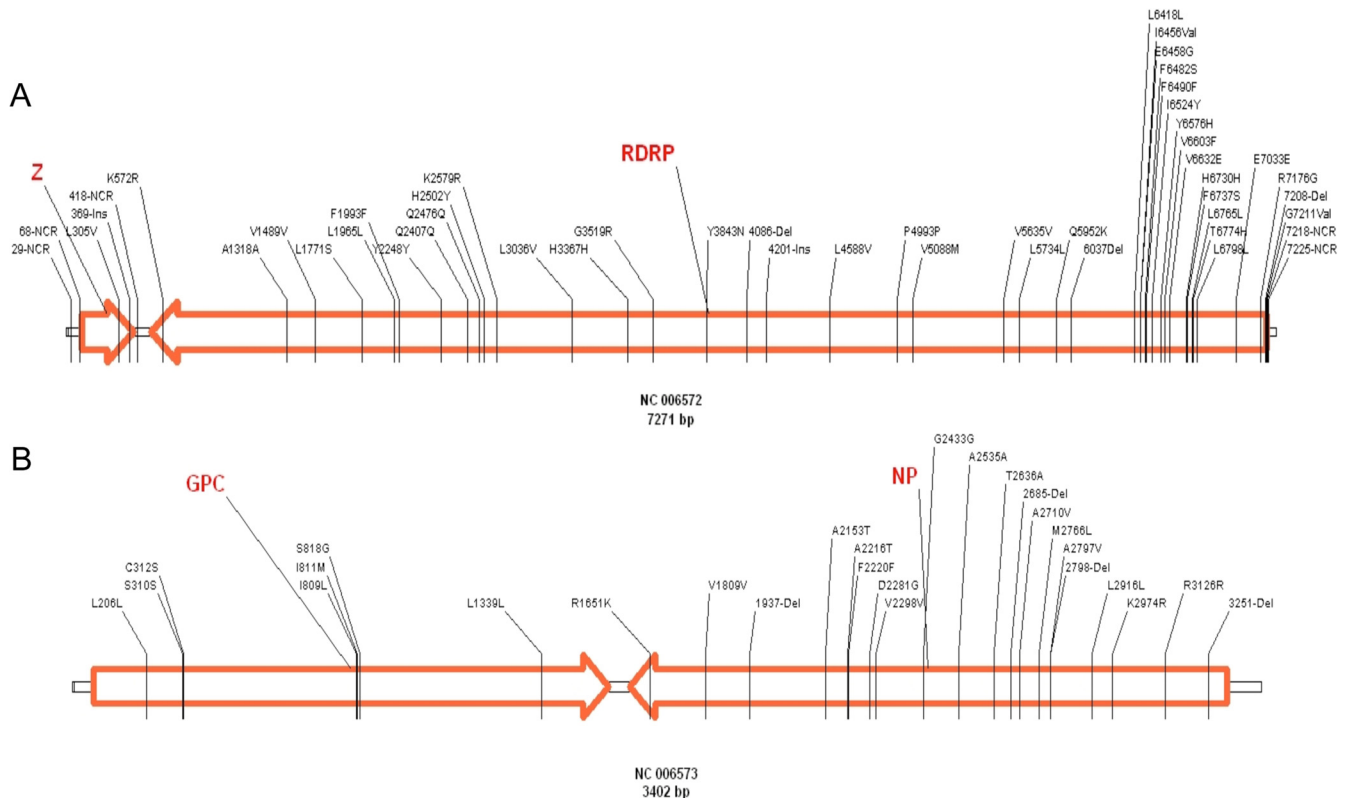 A
L6418L
I6456Val
E6458G
F6482S
F6490F
I6524Y
Y6576H
V6603F
V6632E
RDRP
Z
K572R
418-NCR
369-Ins
68-NCR L305V
29-NCR
V1489V
A1318A
F1993F
L1965L
L1771S
K2579R
H2502Y
Q2476Q
Q2407Q
Y2248Y
G3519R
L3036V H3367H
Y3843N 4086-Del
4201-Ins
L4588V
P4993P
V5088M
V5635V
L5734L
Q5952K
6037Del
H6730H
F6737S
L6765L
T6774H
L6798L
E7033E
R7176G
7208-Del
G7211Val
7218-NCR
7225-NCR
NC 006572
7271 bp
B
GPC
NP
G2433G
A2535A
T2636A
2685-Del
A2710V
M2766L
A2797V
2798-Del
C312S
S310S
L206L
S818G
I811M
I809L
L1339L
R1651K
V1809V
1937-Del
A2153T
A2216T
F2220F
D2281G
V2298V
L2916L
K2974R
R3126R
3251-Del
NC 006573
3402 bp